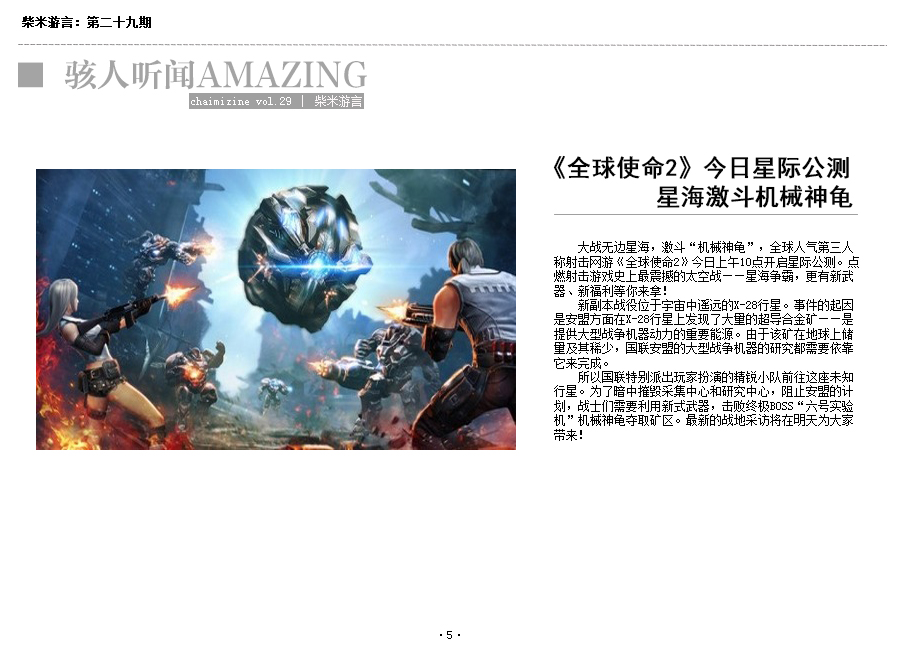 柴米游言：第二十九期
骇人听闻AMAZING
chaimizine vol.29 | 柴米游言
《全球使命2》今日星际公测
星海激斗机械神龟
大战无边星海，激斗“机械神龟”，全球人气第三人
称射击网游《全球使命2》今日上午10点开启星际公测。点
燃射击游戏史上最震撼的太空战——星海争霸，更有新武
器、新福利等你来拿！
新副本战役位于宇宙中遥远的X-28行星。事件的起因
是安盟方面在X-28行星上发现了大量的超导合金矿——是
提供大型战争机器动力的重要能源。由于该矿在地球上储
量及其稀少，国联安盟的大型战争机器的研究都需要依靠
它来完成。
所以国联特别派出玩家扮演的精锐小队前往这座未知
行星。为了暗中摧毁采集中心和研究中心，阻止安盟的计
划，战士们需要利用新式武器，击败终极BOSS“六号实验
机”机械神龟夺取矿区。最新的战地采访将在明天为大家
带来！
·5·